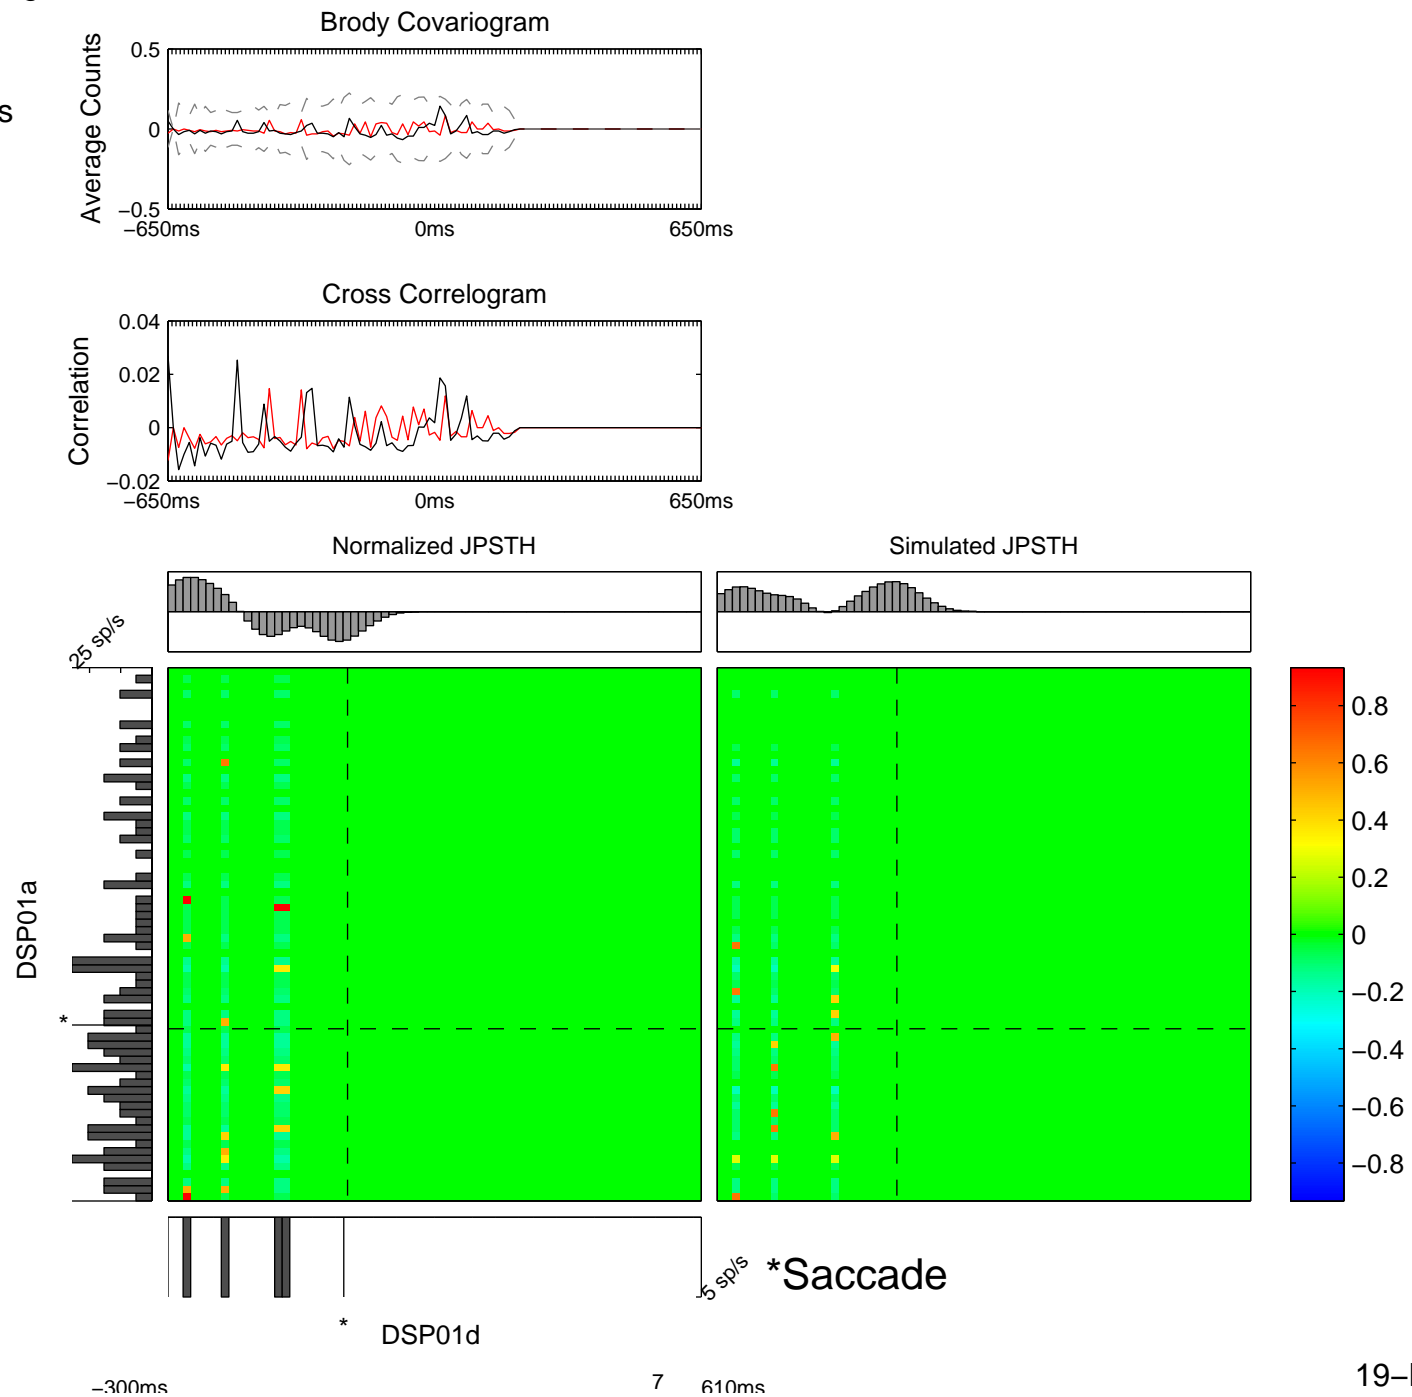 Brody Covariogram
Average Counts
0.5
0
−0.5
−650ms 0ms 650ms
Cross Correlogram
Correlation
0.04
0.02
0
−0.02
−650ms 0ms 650ms
Normalized JPSTH
Simulated JPSTH
25 sp/s
DSP01a
*
0.8
0.6
0.4
0.2
0
−0.2
−0.4
−0.6
−0.8
5 sp/s
*Saccade
*
DSP01d
−300ms 7 610ms